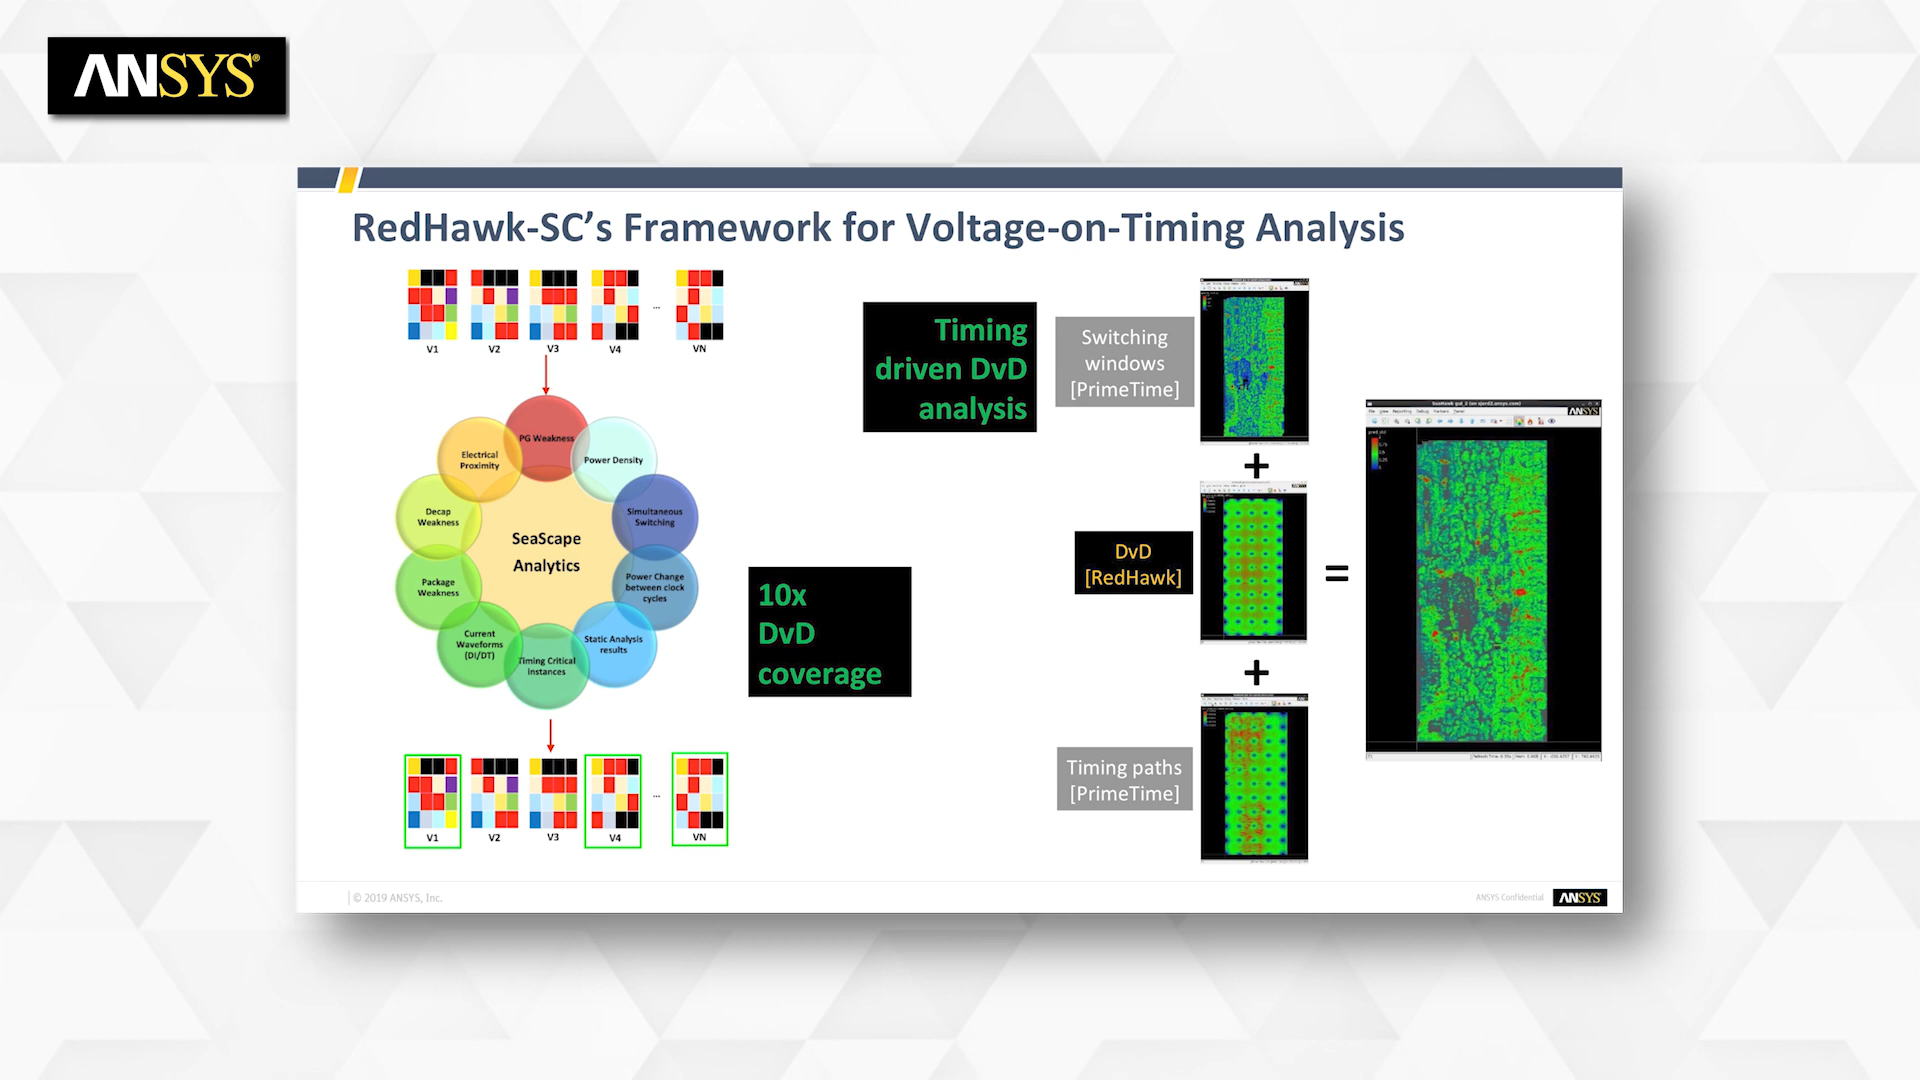 ANSYS®
RedHawk-SC’s Framework for Voltage-on-Timing Analysis
V1 V2 V3 V4 ... VN
PG Weakness
Power Density
Simultaneous
Switching
Power Change
between clock
cycles
Static Analysis
results
Timing Critical
instances
Current
Waveforms
(DI/DT)
Package
Weakness
Decap
Weakness
Electrical
Proximity
SeaScape
Analytics
V1 V2 V3 V4 ... VN
10x
DvD
coverage
Timing
driven DvD
analysis
Switching
windows
[PrimeTime]
+
DvD
[RedHawk]
+
Timing paths
[PrimeTime]
=
ANSYS
© 2019 ANSYS, Inc.
ANSYS Confidential
ANSYS